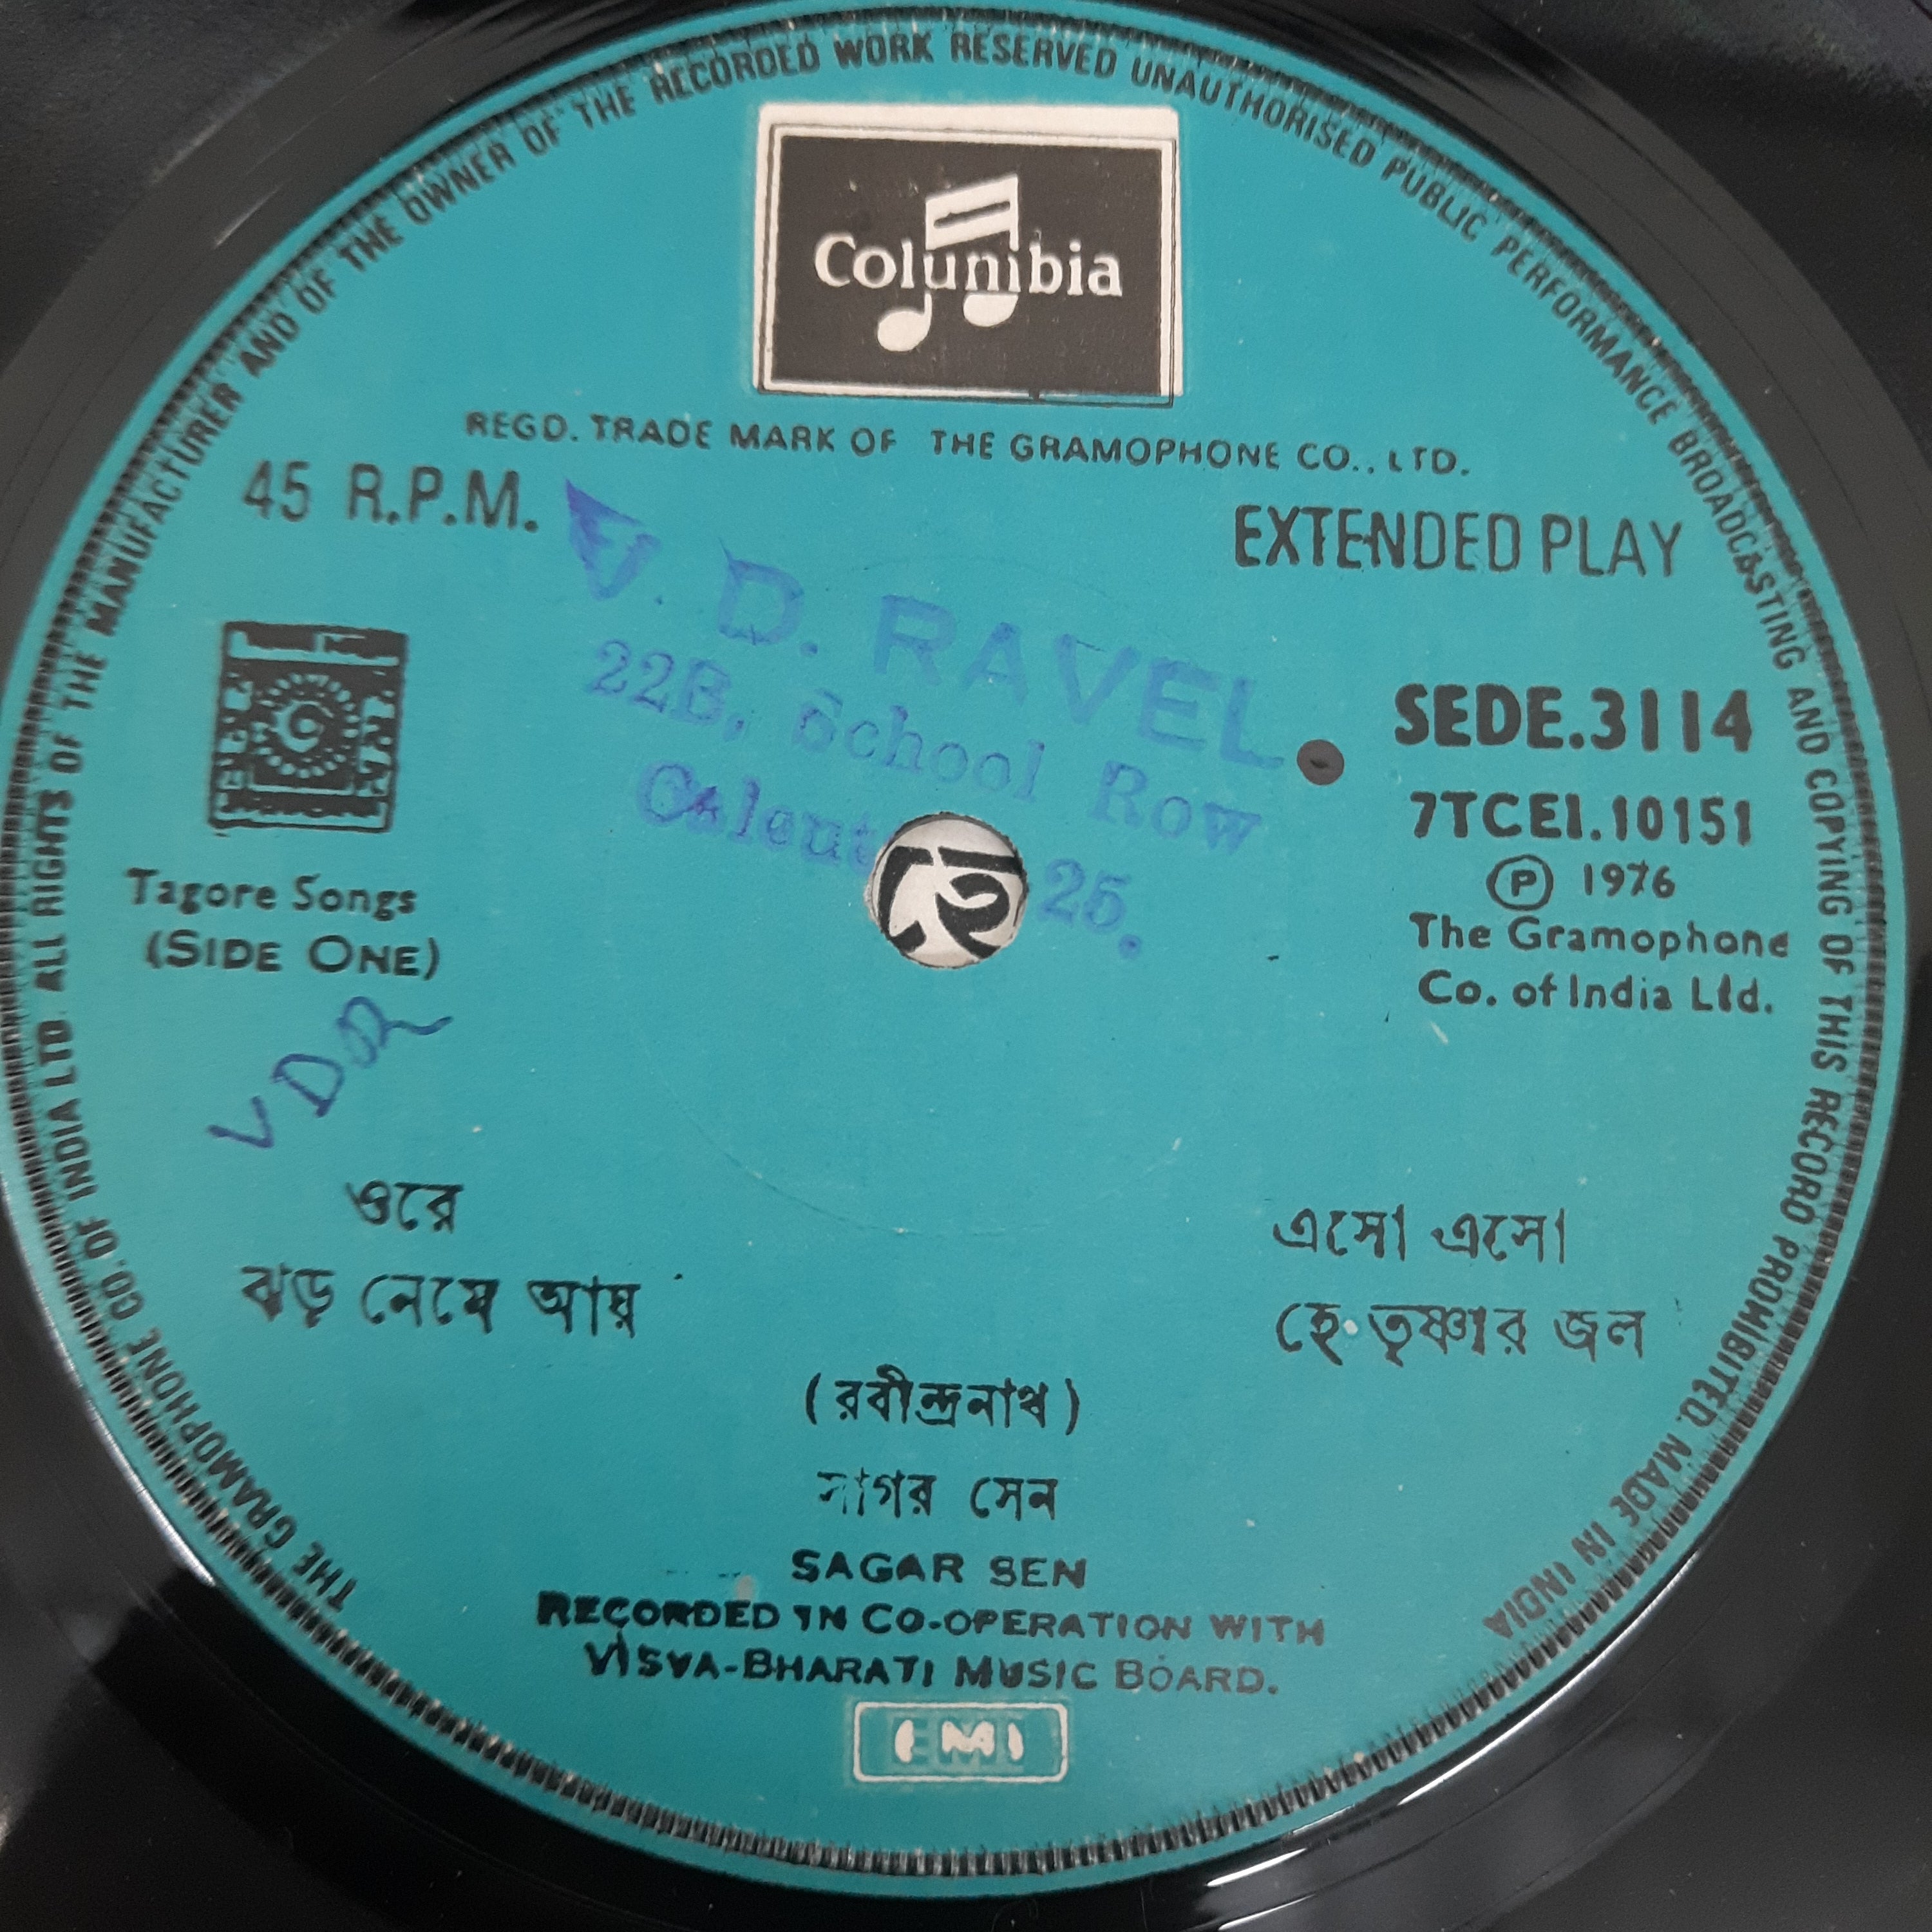 THE GRAMOPHONE CO. OF INDIA LTD. ALL RIGHTS OF THE MANUFACTURER AND OF THE OWNER OF THE RECORDED WORK RESERVED UNAUTHORISED PUBLIC PERFORMANCE BROADCASTING AND COPYING OF THIS RECORD PROHIBITED. MADE IN INDIA
Columbia
REGD. TRADE MARK OF THE GRAMOPHONE CO., LTD.
45 R.P.M.
EXTENDED PLAY
V. D. RAVEL.
22B, School Row
25.
SEDE.3114
7TCEI.10151
Ⓟ 1976
The Gramophone
Co. of India Ltd.
Tagore Songs
(SIDE ONE)
VDR
ওরে
ঝড় নেমে আয়
এসো এসো
হে তৃষ্ণার জল
(রবীন্দ্রনাথ)
সাগর সেন
SAGAR SEN
RECORDED IN CO-OPERATION WITH
VISVA-BHARATI MUSIC BOARD.
EMI